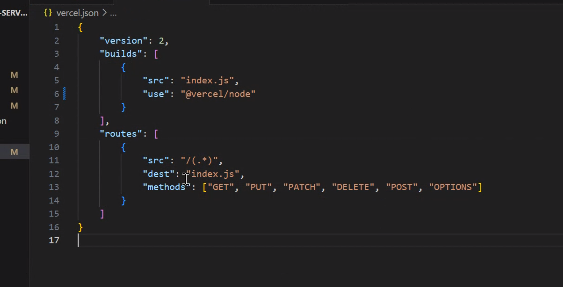 -SERV... {} vercel.json > ...
1 {
2 "version": 2,
3 "builds": [
4 {
5 "src": "index.js",
6 "use": "@vercel/node"
7 }
8 ],
9 "routes": [
10 {
11 "src": "/(.*)",
12 "dest": "index.js",
13 "methods": ["GET", "PUT", "PATCH", "DELETE", "POST", "OPTIONS"]
14 }
15 ]
16 }
17
M
M
M
on
M